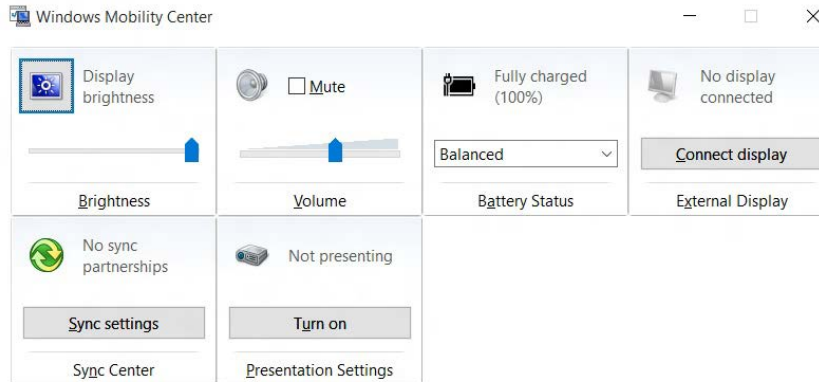 Windows Mobility Center
Display
brightness
Brightness
Mute
Volume
Fully charged
(100%)
Balanced
Battery Status
No display
connected
Connect display
External Display
No sync
partnerships
Sync settings
Sync Center
Not presenting
Turn on
Presentation Settings